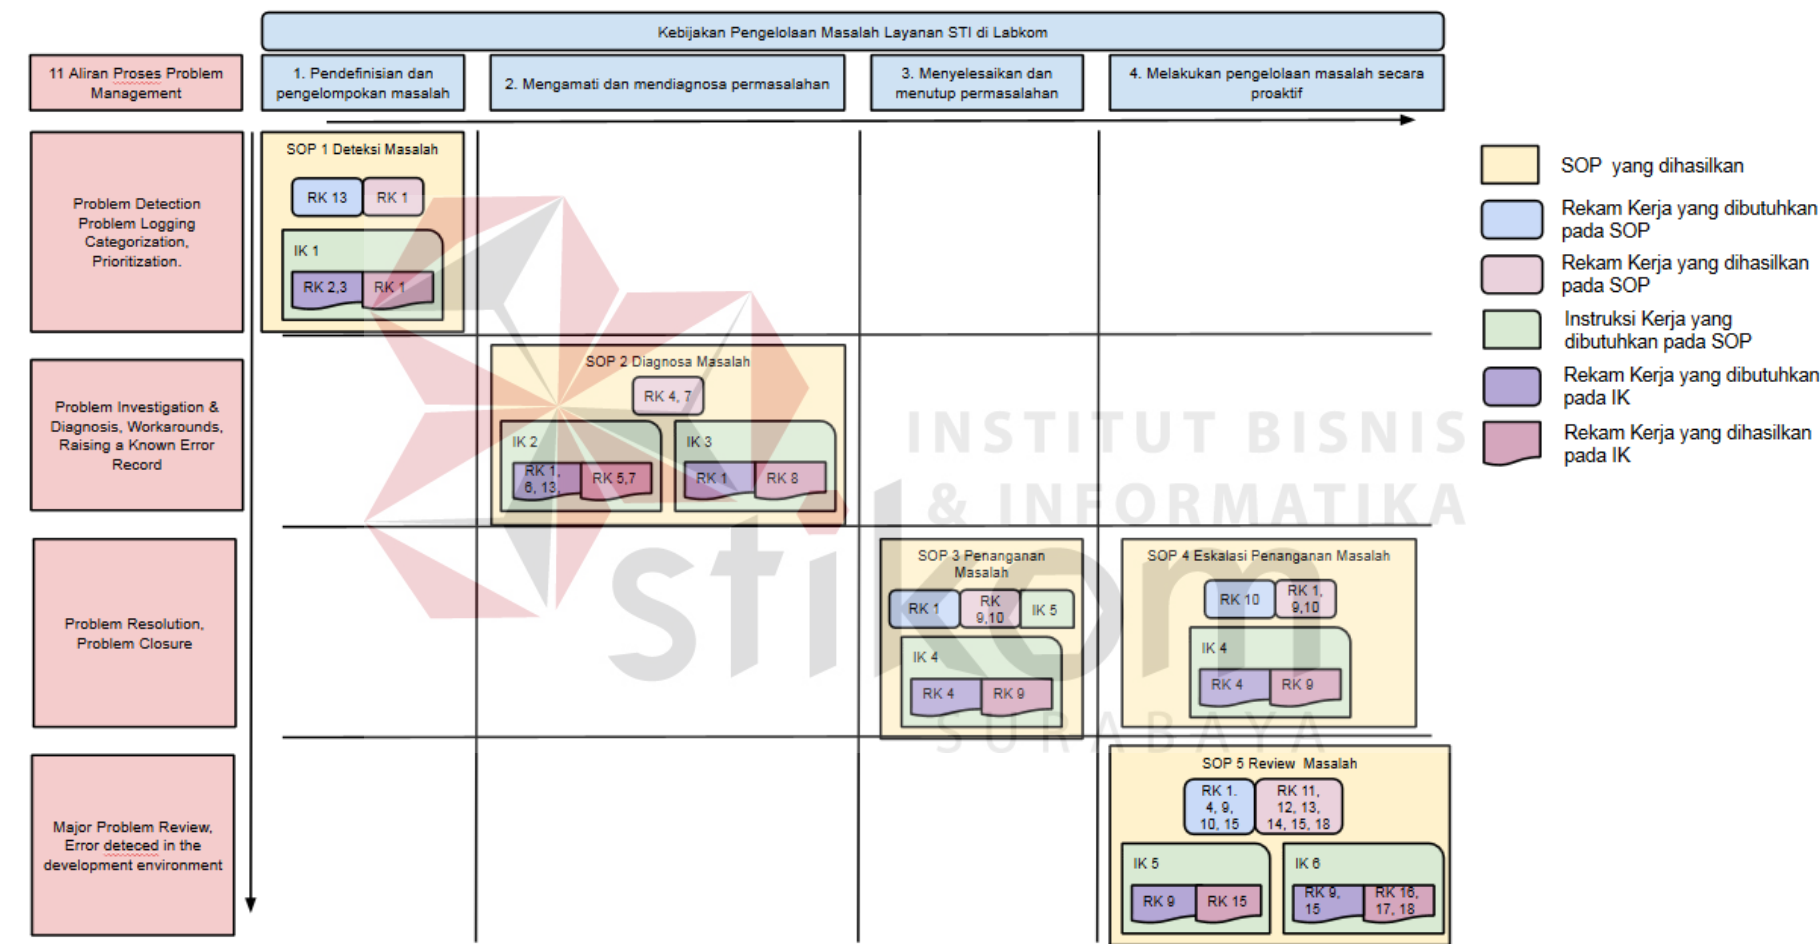 Kebijakan Pengelolaan Masalah Layanan STI di Labkom
11 Aliran Proses Problem
Management
1. Pendefinisian dan
pengelompokan masalah
2. Mengamati dan mendiagnosa permasalahan
3. Menyelesaikan dan
menutup permasalahan
4. Melakukan pengelolaan masalah secara
proaktif
Problem Detection
Problem Logging
Categorization,
Prioritization.
SOP 1 Deteksi Masalah
RK 13
RK 1
IK 1
RK 2,3
RK 1
Problem Investigation &
Diagnosis, Workarounds,
Raising a Known Error
Record
SOP 2 Diagnosa Masalah
RK 4, 7
IK 2
RK 1,
6, 13,
RK 5,7
IK 3
RK 1
RK 8
Problem Resolution,
Problem Closure
SOP 3 Penanganan
Masalah
RK 1
RK
9,10
IK 5
IK 4
RK 4
RK 9
SOP 4 Eskalasi Penanganan Masalah
RK 10
RK 1,
9,10
IK 4
RK 4
RK 9
Major Problem Review,
Error deteced in the
development environment
SOP 5 Review Masalah
RK 1.
4, 9,
10, 15
RK 11,
12, 13,
14, 15, 18
IK 5
RK 9
RK 15
IK 6
RK 9,
15
RK 16,
17, 18
SOP yang dihasilkan
Rekam Kerja yang dibutuhkan
pada SOP
Rekam Kerja yang dihasilkan
pada SOP
Instruksi Kerja yang
dibutuhkan pada SOP
Rekam Kerja yang dibutuhkan
pada IK
Rekam Kerja yang dihasilkan
pada IK
INSTITUT BISNIS
& INFORMATIKA
stikom
SURABAYA